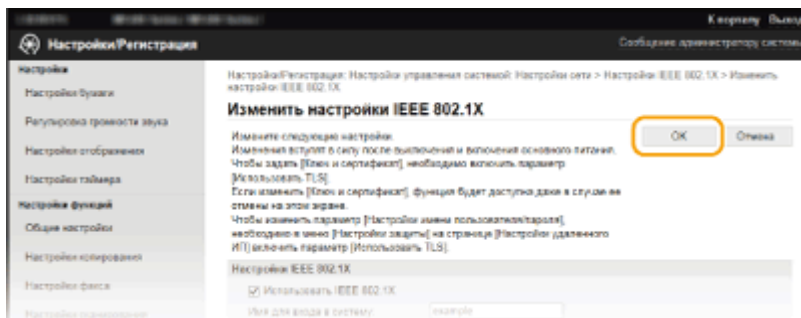 К порталу Выход
Настройки/Регистрация
Сообщение администратору системы
Настройка
Настройки бумаги
Регулировка громкости звука
Настройки отображения
Настройки таймера
Настройка функций
Общие настройки
Настройки копирования
Настройки факса
Настройки сканирования
Настройки/Регистрация: Настройки управления системой: Настройки сети > Настройки IEEE 802.1X > Изменить
настройки IEEE 802.1X
Изменить настройки IEEE 802.1X
OK Отмена
Измените следующие настройки.
Изменения вступят в силу после выключения и включения основного питания.
Чтобы задать [Ключ и сертификат], необходимо включить параметр
[Использовать TLS].
Если изменить [Ключ и сертификат], функция будет доступна даже в случае ее
отмены на этом экране.
Чтобы изменить параметр [Настройки имени пользователя/пароля],
необходимо в меню [Настройки защиты] на странице [Настройки удаленного
ИП] включить параметр [Использовать TLS].
Настройки IEEE 802.1X
Использовать IEEE 802.1X
Имя для входа в систему: example